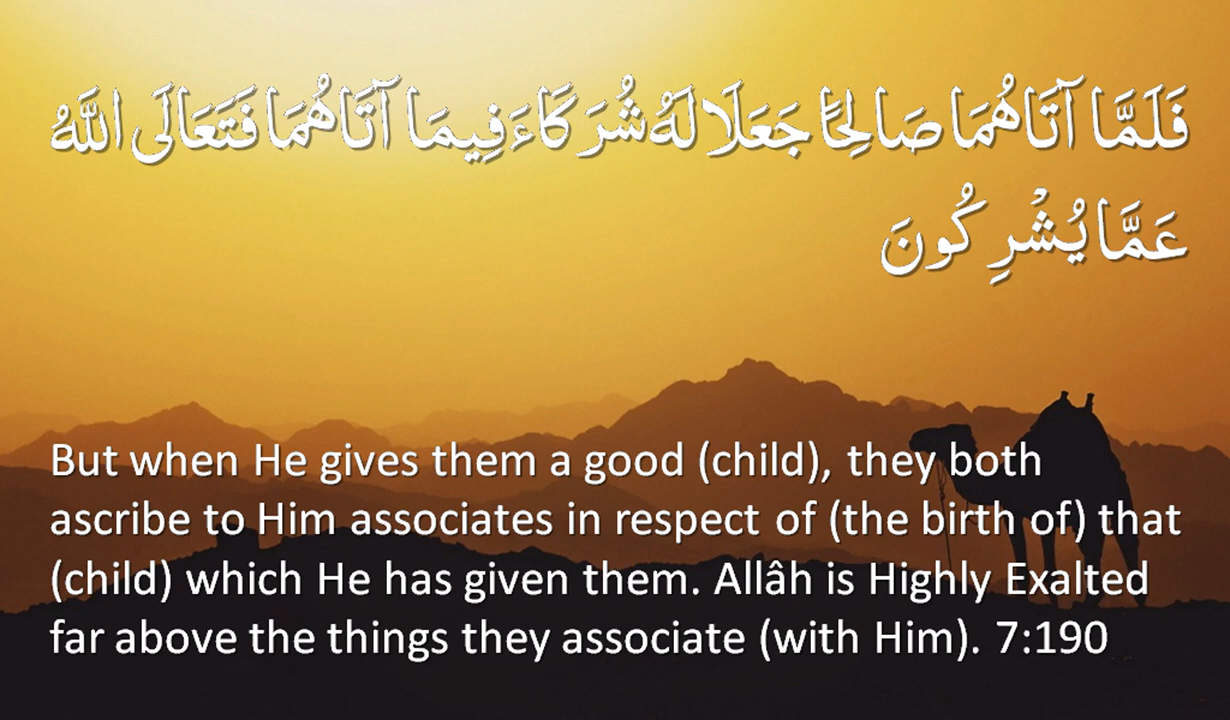 فَلَمَّا آتَاهُمَا صَالِحًا جَعَلَا لَهُ شُرَكَاءَ فِيمَا آتَاهُمَا فَتَعَالَى اللَّهُ
عَمَّا يُشْرِكُونَ
But when He gives them a good (child), they both
ascribe to Him associates in respect of (the birth of) that
(child) which He has given them. Allâh is Highly Exalted
far above the things they associate (with Him). 7:190